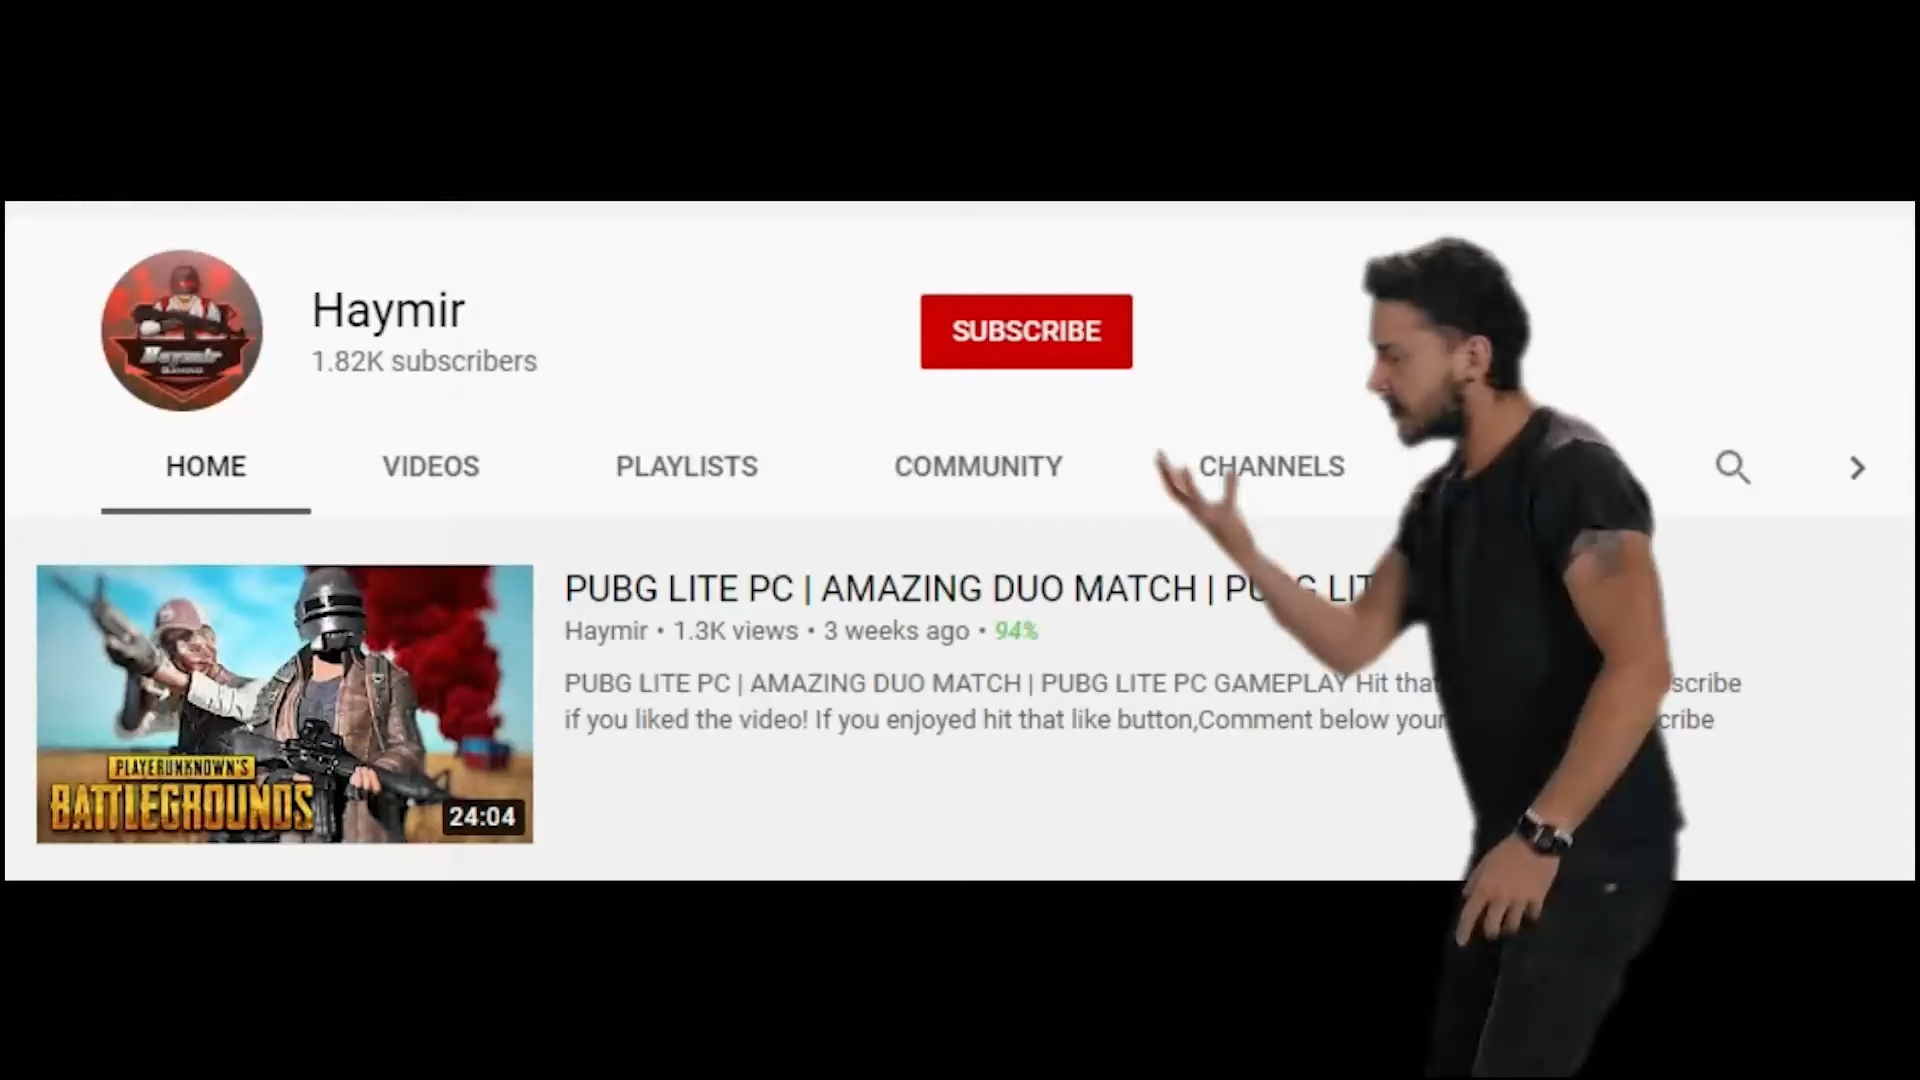 Haymir
1.82K subscribers
SUBSCRIBE
HOME VIDEOS PLAYLISTS COMMUNITY CHANNELS
PUBG LITE PC | AMAZING DUO MATCH |
Haymir • 1.3K views • 3 weeks ago • 94%
PUBG LITE PC | AMAZING DUO MATCH | PUBG LITE PC GAMEPLAY Hit that
if you liked the video! If you enjoyed hit that like button,Comment below your
PLAYERUNKNOWN'S
BATTLEGROUNDS
24:04